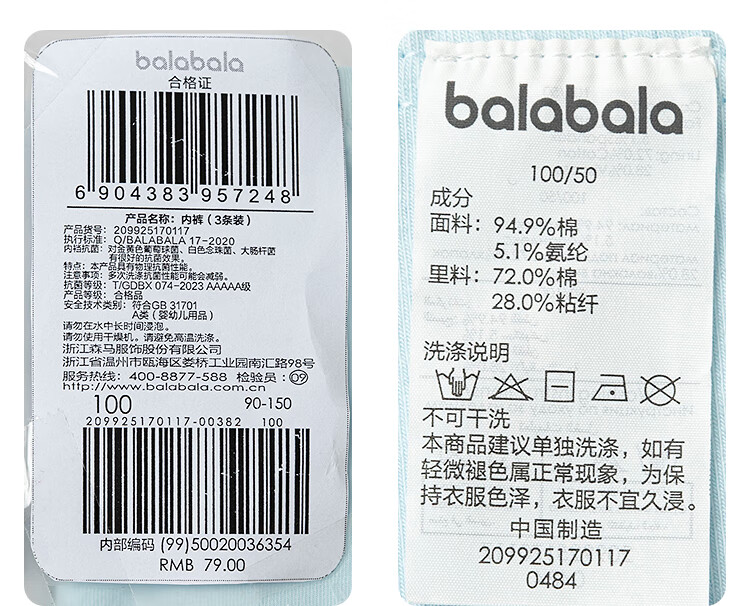 balabala
合格证
6 904383 957248
产品名称：内裤（3条装）
产品货号：209925170117
执行标准：Q/BALABALA 17-2020
内裆抗菌：对金黄色葡萄球菌、白色念珠菌、大肠杆菌
有很好的抗菌效果。
特点：本产品具有物理抗菌性能。
注意事项：多次洗涤抗菌性能可能会减弱。
抗菌等级：T/GDBX 074-2023 AAAAA级
产品等级：合格品
安全技术类别：符合GB 31701
A类（婴幼儿用品）
请勿在水中长时间浸泡。
请勿使用干燥机。请避免高温洗涤。
浙江森马服饰股份有限公司
浙江省温州市瓯海区娄桥工业园南汇路98号
服务热线：400-8877-588 检验员：09
http://www.balabala.com.cn
100 90-150
209925170117-00382 100
内部编码 (99)50020036354
RMB 79.00
balabala
100/50
成分
面料：94.9%棉
5.1%氨纶
里料：72.0%棉
28.0%粘纤
洗涤说明
不可干洗
本商品建议单独洗涤，如有
轻微褪色属正常现象，为保
持衣服色泽，衣服不宜久浸。
中国制造
209925170117
0484